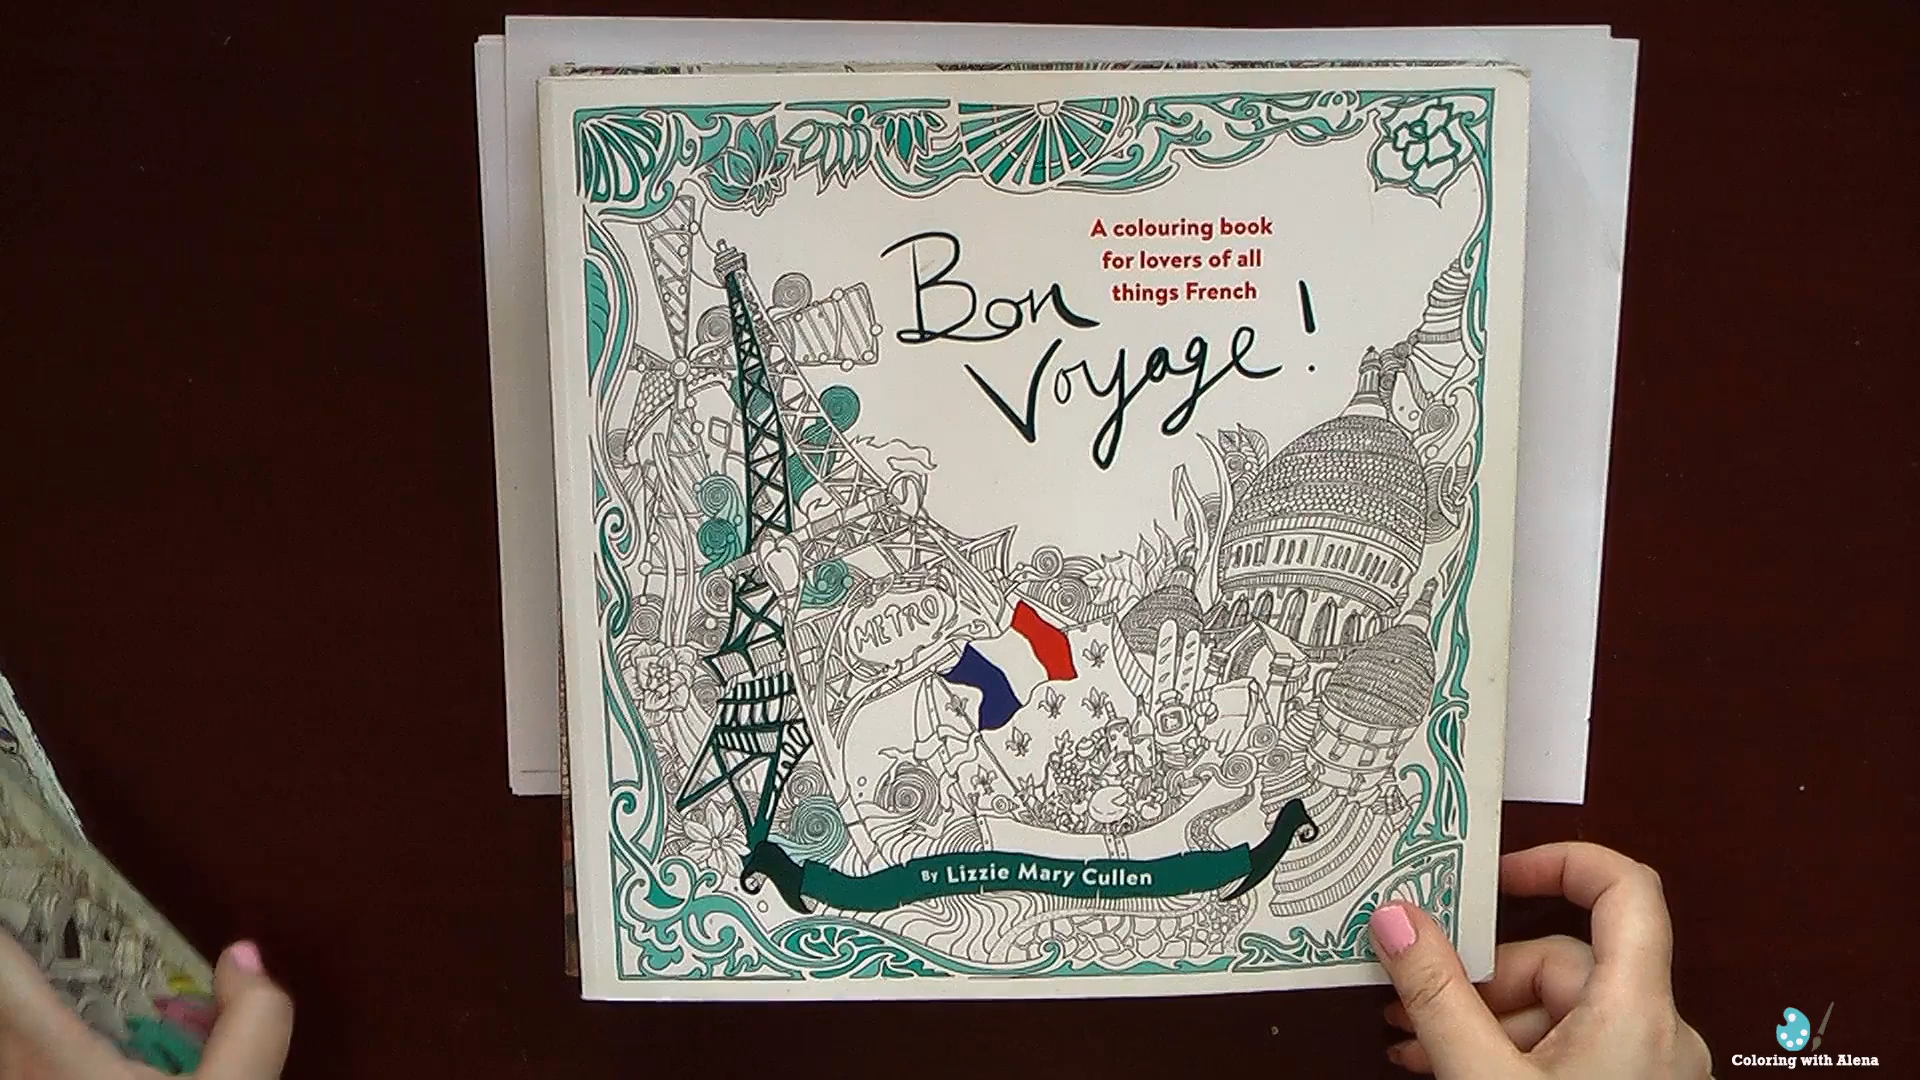 A colouring book
for lovers of all
things French
Bon
Voyage!
METRO
By Lizzie Mary Cullen
Coloring with Alena